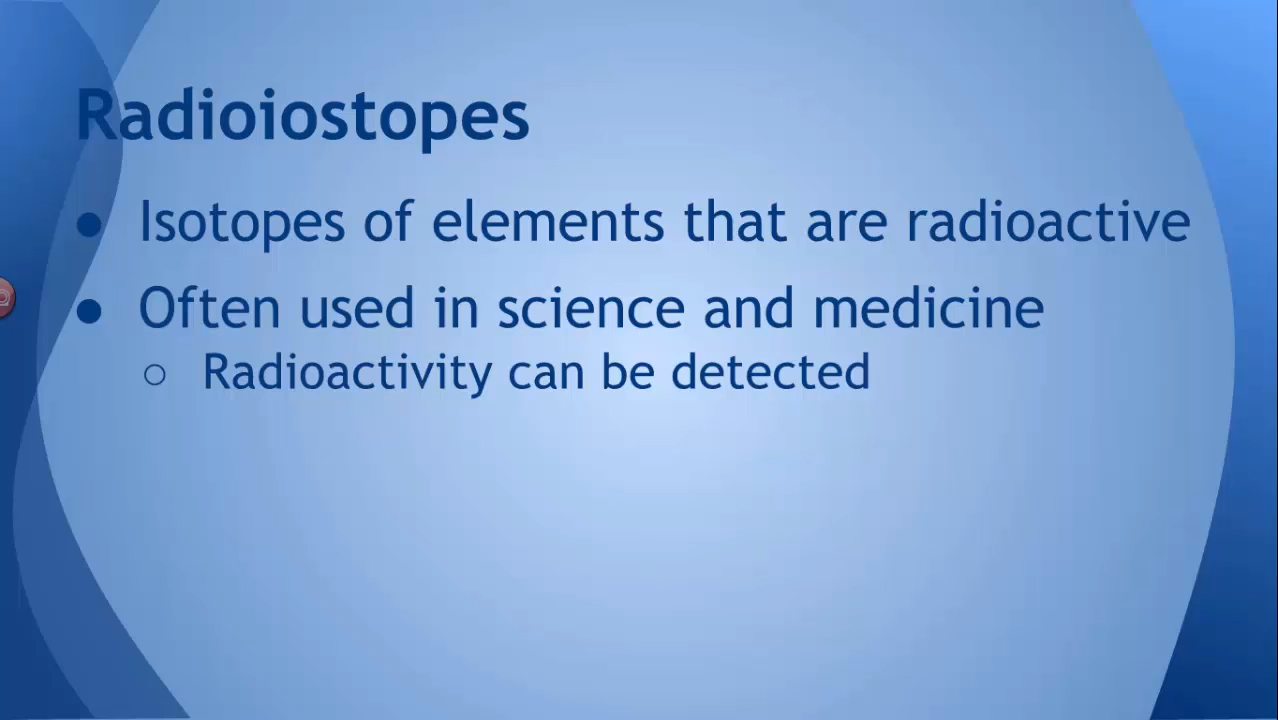 Radioiostopes
● Isotopes of elements that are radioactive
● Often used in science and medicine
○ Radioactivity can be detected